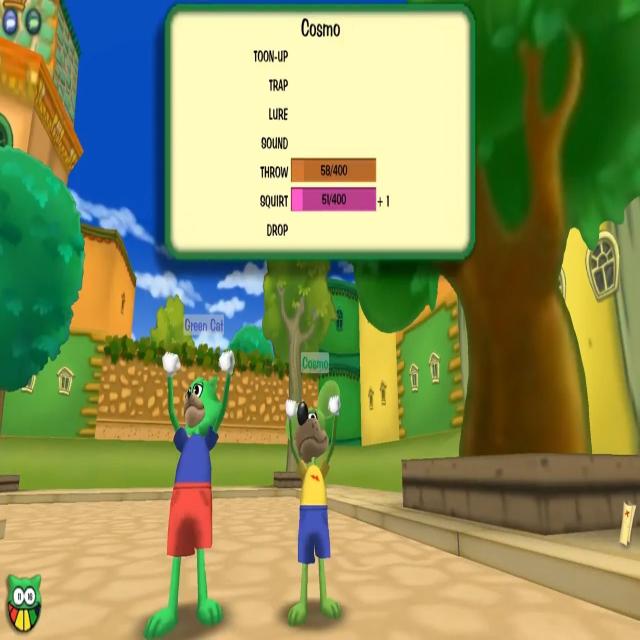 Cosmo
TOON-UP
TRAP
LURE
SOUND
THROW 58/400
SQUIRT 51/400 + 1
DROP
Green Cat
Cosmo